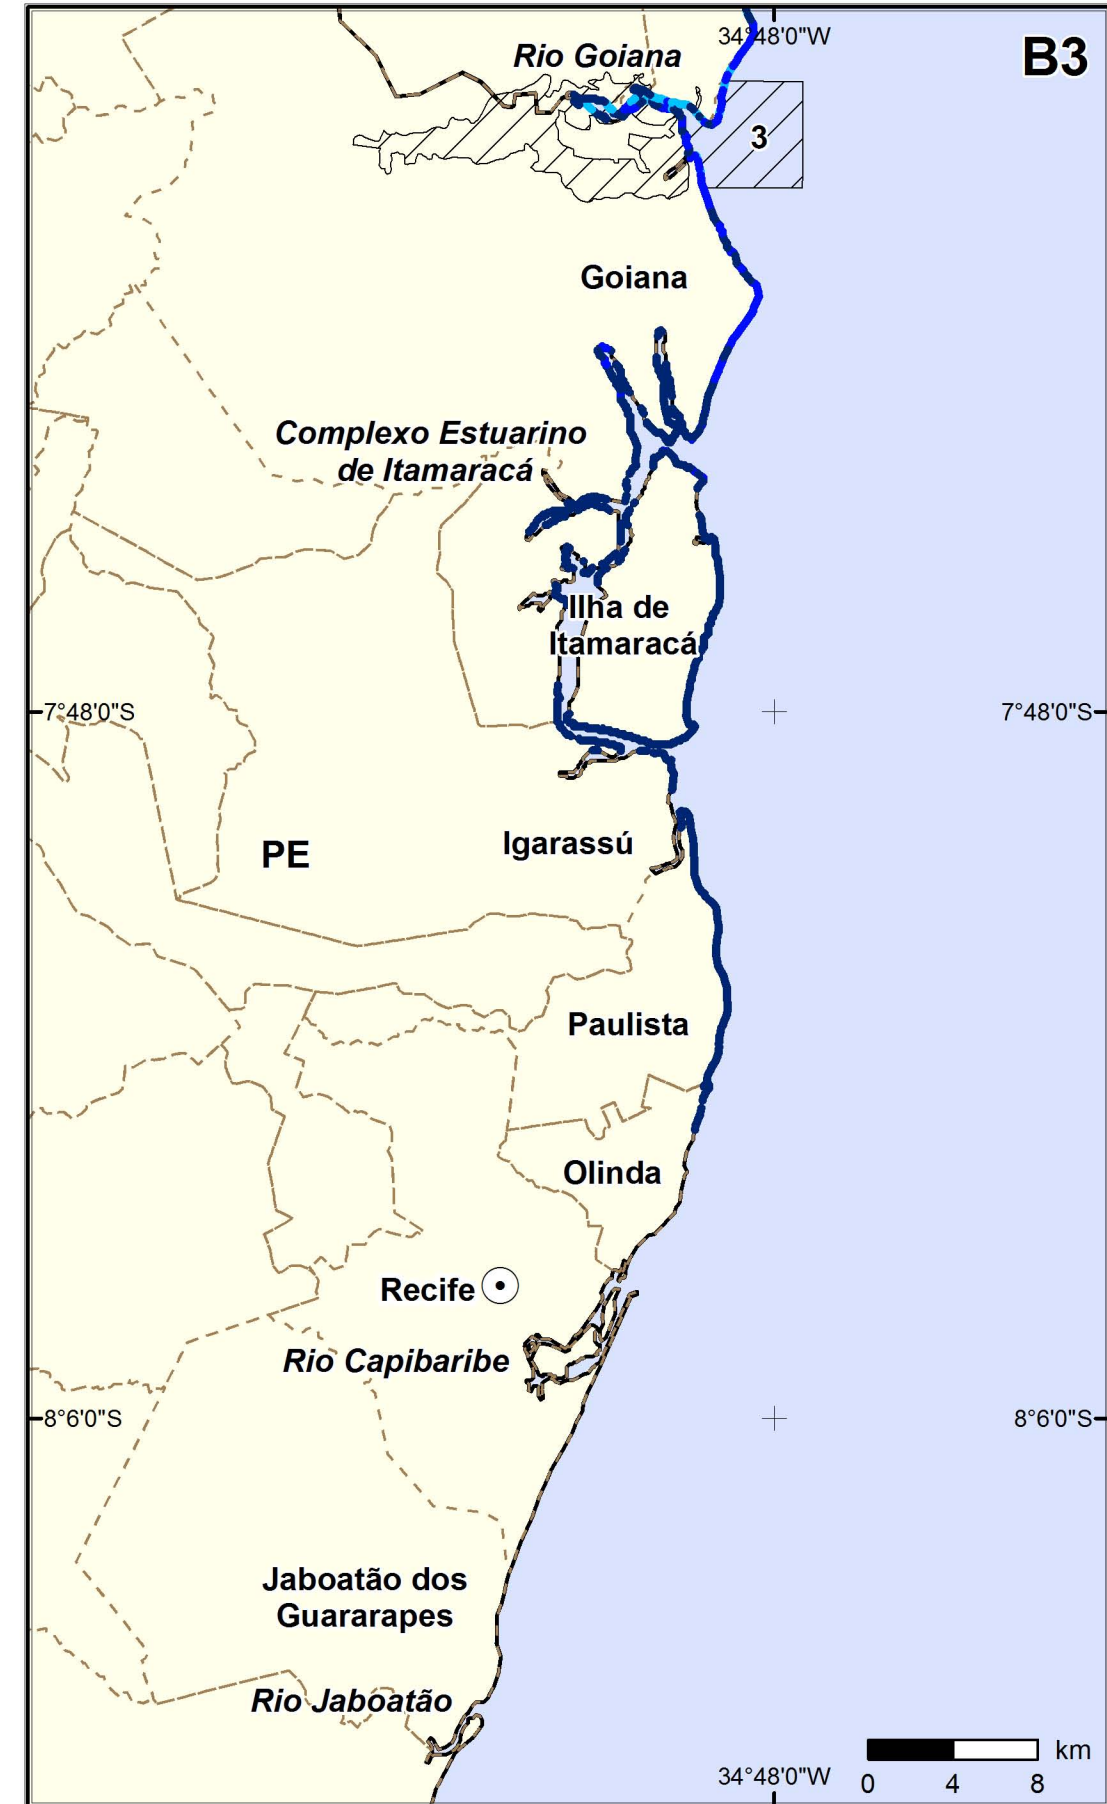 34°48'0"W
B3
Rio Goiana
3
Goiana
Complexo Estuarino
de Itamaracá
Ilha de
Itamaracá
7°48'0"S
7°48'0"S
Igarassú
PE
Paulista
Olinda
Recife
Rio Capibaribe
8°6'0"S
8°6'0"S
Jaboatão dos
Guararapes
Rio Jaboatão
km
34°48'0"W
0 4 8